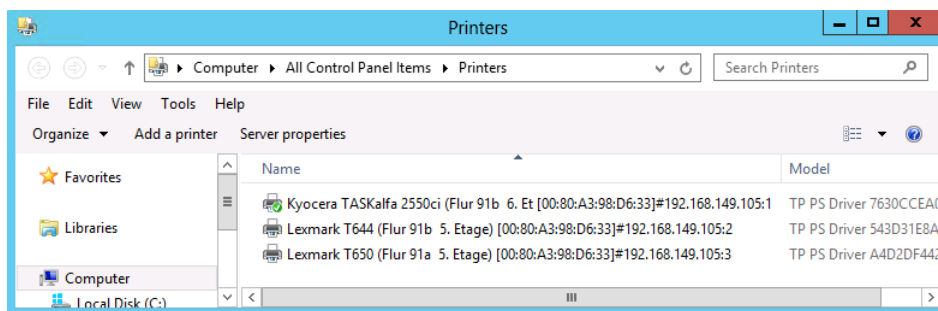 Printers
Computer All Control Panel Items Printers Search Printers
File Edit View Tools Help
Organize Add a printer Server properties
Favorites Name Model
Kyocera TASKalfa 2550ci (Flur 91b 6. Et [00:80:A3:98:D6:33]#192.168.149.105:1 TP PS Driver 7630CCEA
Libraries Lexmark T644 (Flur 91b 5. Etage) [00:80:A3:98:D6:33]#192.168.149.105:2 TP PS Driver 543D31E8A
Lexmark T650 (Flur 91a 5. Etage) [00:80:A3:98:D6:33]#192.168.149.105:3 TP PS Driver A4D2DF442
Computer
Local Disk (C:)